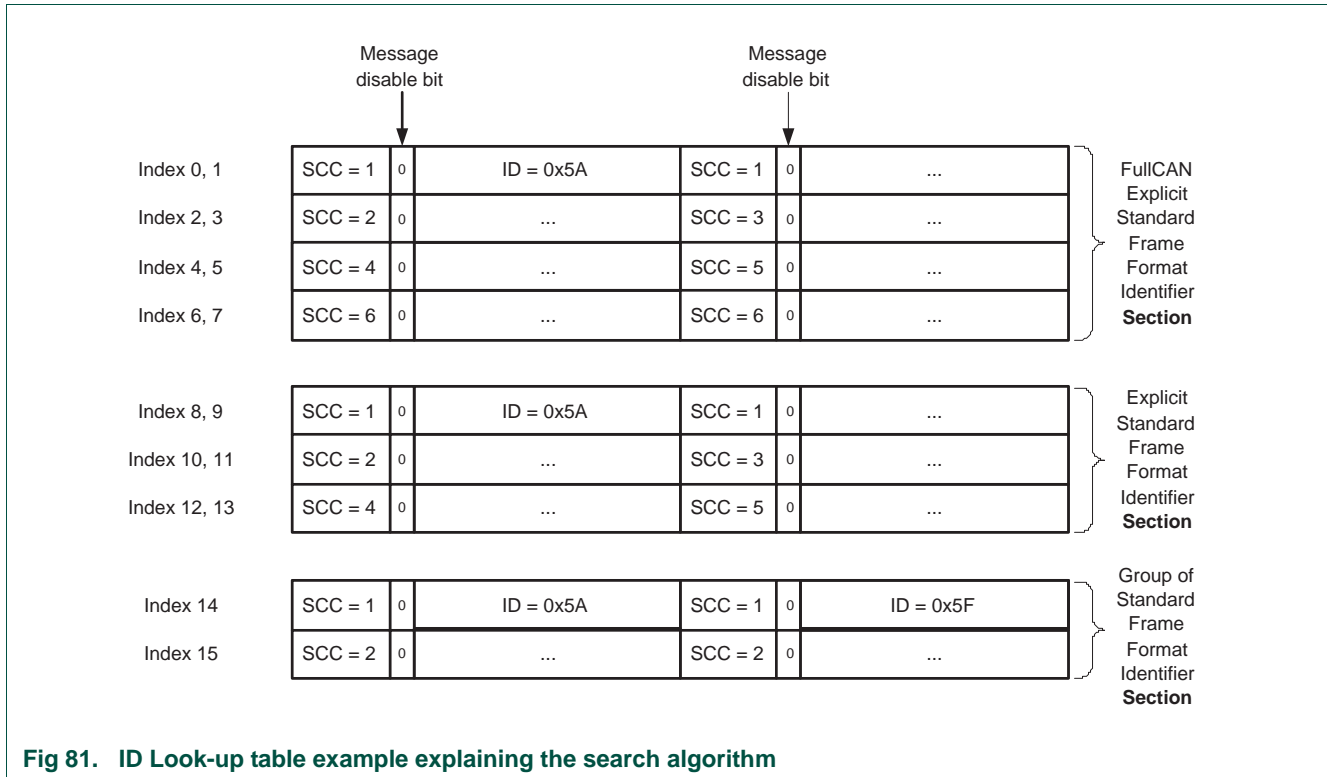 Message disable bit
Message disable bit
Index 0, 1 SCC = 1 0 ID = 0x5A SCC = 1 0 ...
Index 2, 3 SCC = 2 0 ... SCC = 3 0 ...
Index 4, 5 SCC = 4 0 ... SCC = 5 0 ...
Index 6, 7 SCC = 6 0 ... SCC = 6 0 ...
FullCAN
Explicit
Standard
Frame
Format
Identifier
Section
Index 8, 9 SCC = 1 0 ID = 0x5A SCC = 1 0 ...
Index 10, 11 SCC = 2 0 ... SCC = 3 0 ...
Index 12, 13 SCC = 4 0 ... SCC = 5 0 ...
Explicit
Standard
Frame
Format
Identifier
Section
Index 14 SCC = 1 0 ID = 0x5A SCC = 1 0 ID = 0x5F
Index 15 SCC = 2 0 ... SCC = 2 0 ...
Group of
Standard
Frame
Format
Identifier
Section
Fig 81. ID Look-up table example explaining the search algorithm